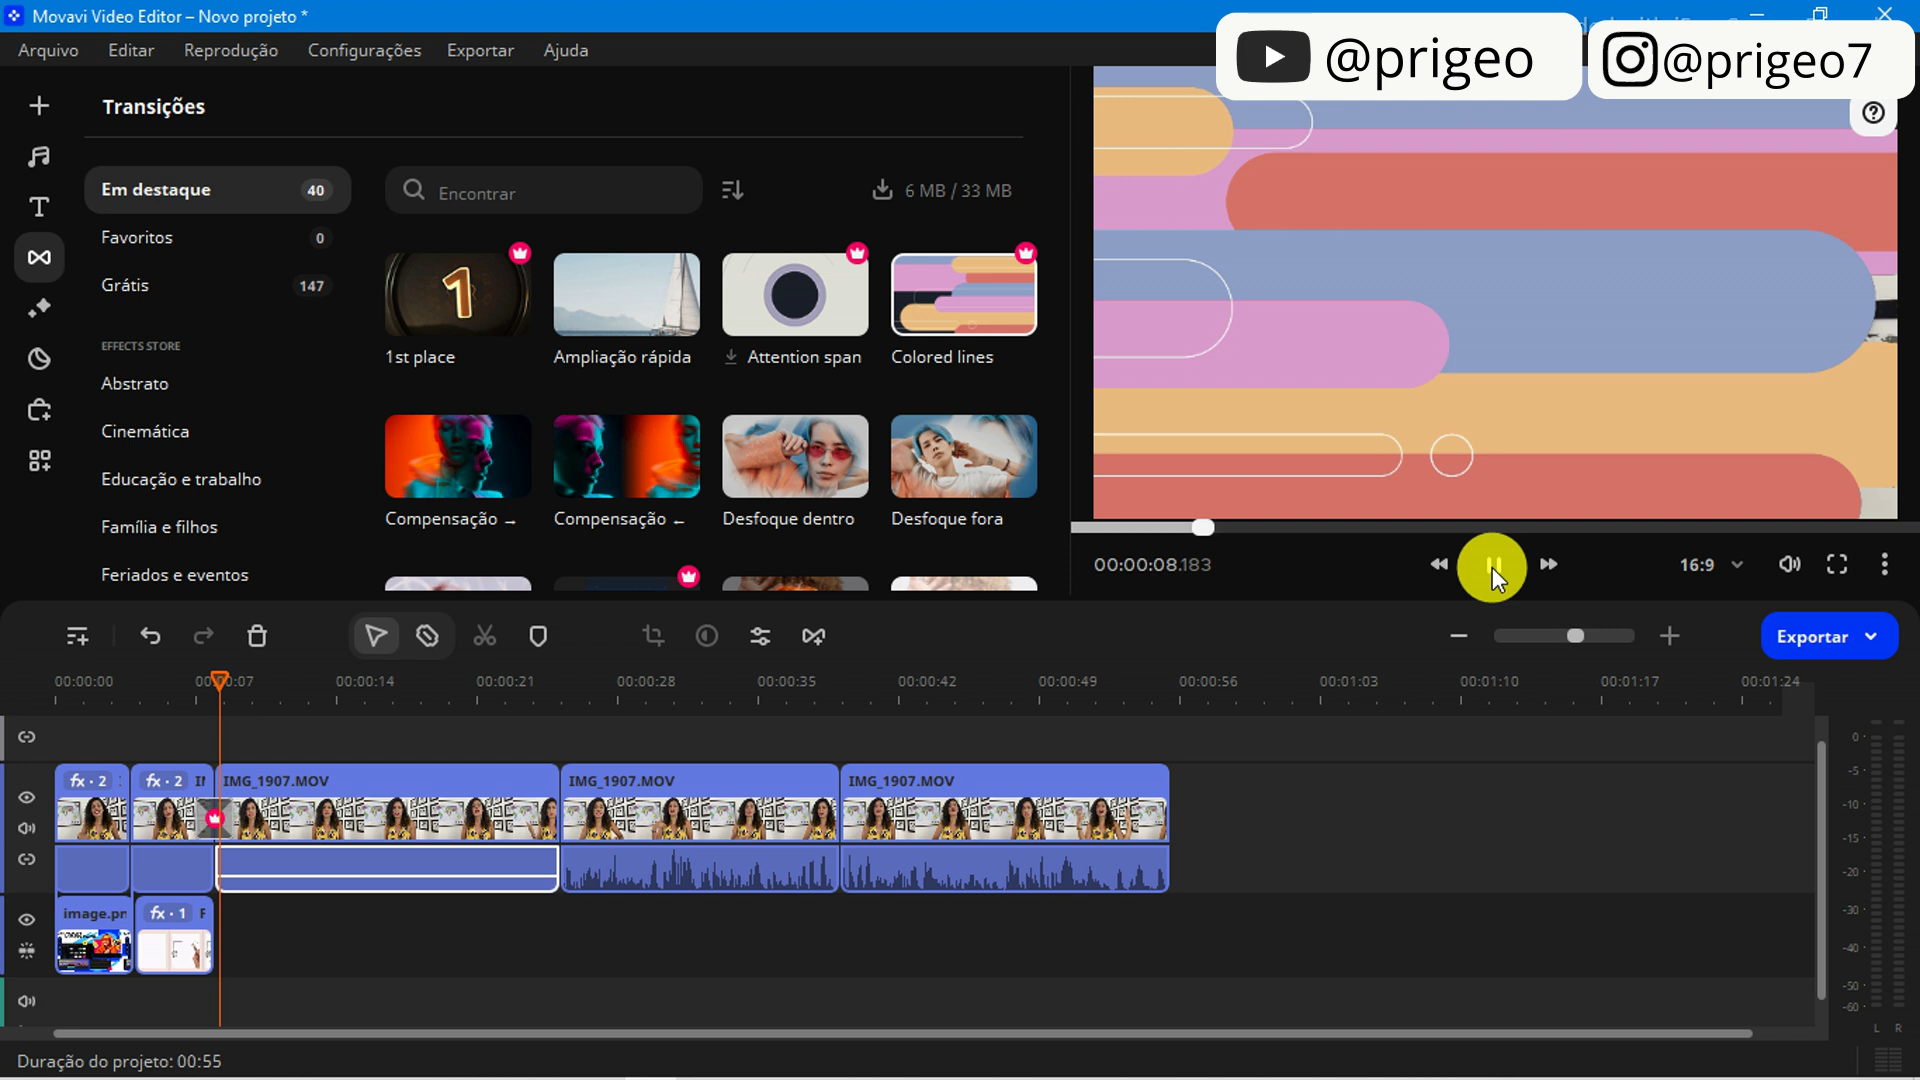 Movavi Video Editor – Novo projeto *
Arquivo Editar Reprodução Configurações Exportar Ajuda
@prigeo
@prigeo7
Transições
Em destaque 40
Favoritos 0
Grátis 147
EFFECTS STORE
Abstrato
Cinemática
Educação e trabalho
Família e filhos
Feriados e eventos
Encontrar
6 MB / 33 MB
1
1st place
Ampliação rápida
Attention span
Colored lines
Compensação →
Compensação ←
Desfoque dentro
Desfoque fora
00:00:08.183
16:9
Exportar
00:00:00 00:00:07 00:00:14 00:00:21 00:00:28 00:00:35 00:00:42 00:00:49 00:00:56 00:01:03 00:01:10 00:01:17 00:01:24
fx · 2
fx · 2
IMG_1907.MOV
IMG_1907.MOV
IMG_1907.MOV
image.pn
fx · 1 F
0
-5
-10
-15
-20
-30
-40
-50
-60
L R
Duração do projeto: 00:55